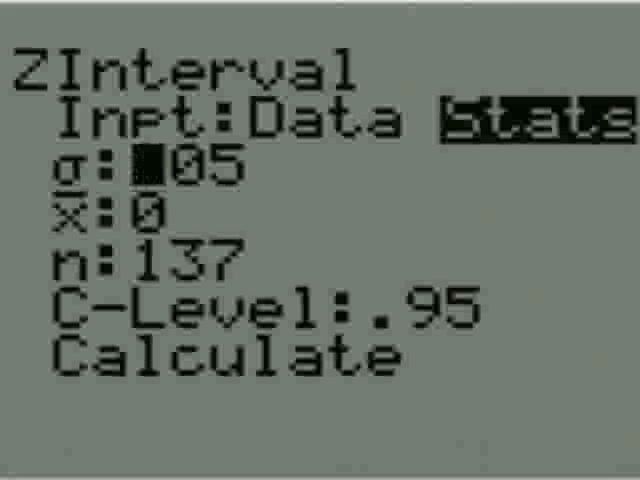 ZInterval
Inpt:Data Stats
σ:05
x̄:0
n:137
C-Level:.95
Calculate